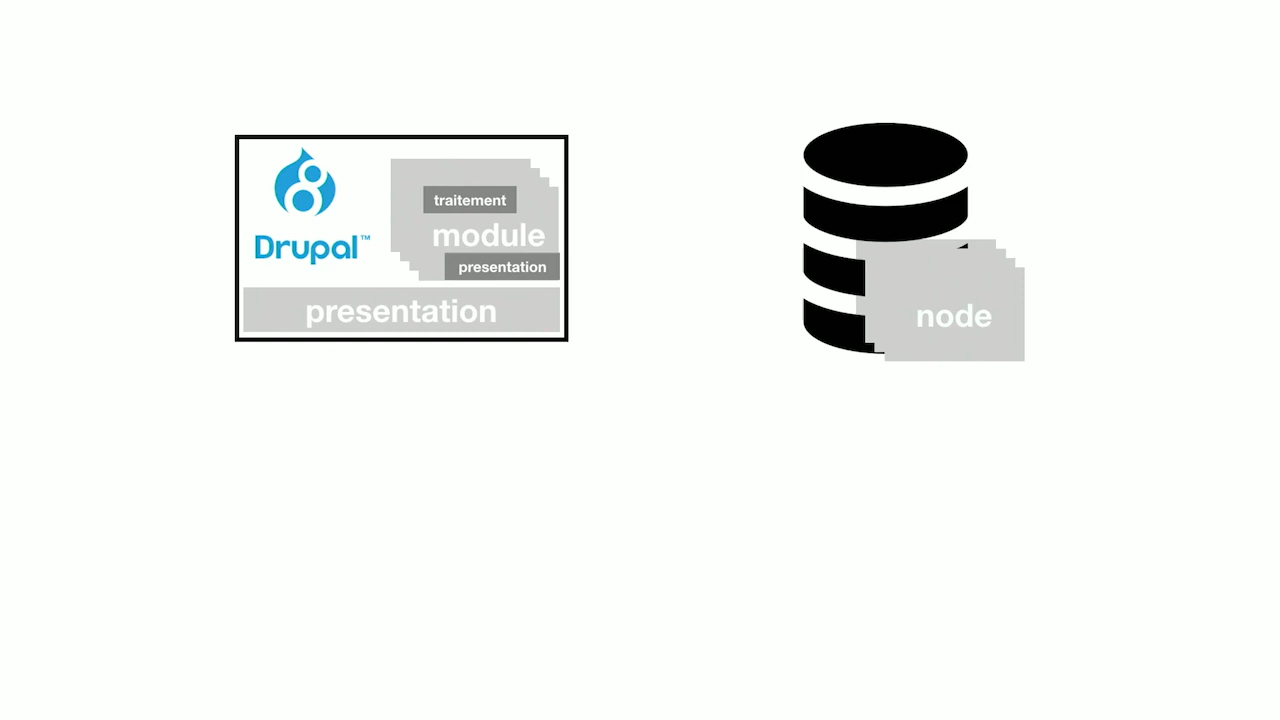 Drupal™
traitement
module
presentation
presentation
node